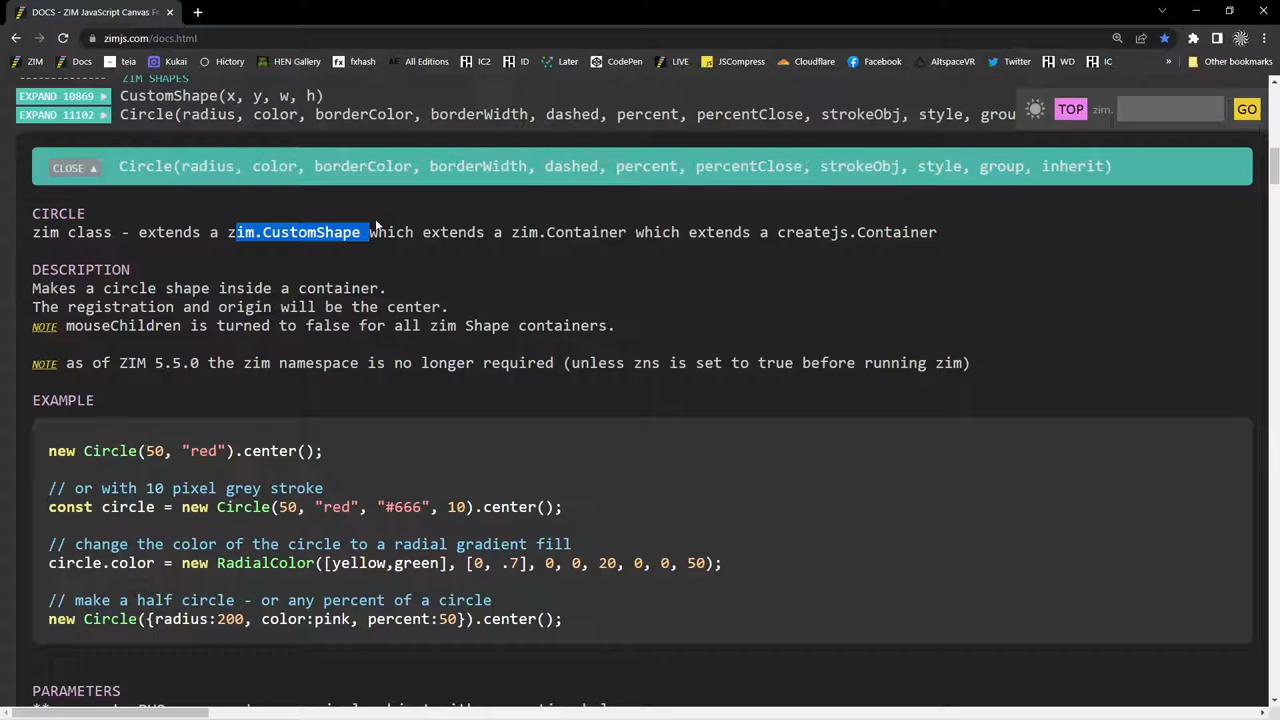 DOCS - ZIM JavaScript Canvas Fr
zimjs.com/docs.html
ZIM Docs teia Kukai Hictory HEN Gallery fxhash All Editions IC2 ID Later CodePen LIVE JSCompress Cloudflare Facebook AltspaceVR Twitter WD IC » Other bookmarks
ZIM SHAPES
EXPAND 10869 ▶ CustomShape(x, y, w, h)
EXPAND 11102 ▶ Circle(radius, color, borderColor, borderWidth, dashed, percent, percentClose, strokeObj, style, grou
TOP zim. GO
CLOSE ▲ Circle(radius, color, borderColor, borderWidth, dashed, percent, percentClose, strokeObj, style, group, inherit)
CIRCLE
zim class - extends a zim.CustomShape which extends a zim.Container which extends a createjs.Container
DESCRIPTION
Makes a circle shape inside a container.
The registration and origin will be the center.
NOTE mouseChildren is turned to false for all zim Shape containers.
NOTE as of ZIM 5.5.0 the zim namespace is no longer required (unless zns is set to true before running zim)
EXAMPLE
new Circle(50, "red").center();
// or with 10 pixel grey stroke
const circle = new Circle(50, "red", "#666", 10).center();
// change the color of the circle to a radial gradient fill
circle.color = new RadialColor([yellow,green], [0, .7], 0, 0, 20, 0, 0, 50);
// make a half circle - or any percent of a circle
new Circle({radius:200, color:pink, percent:50}).center();
PARAMETERS